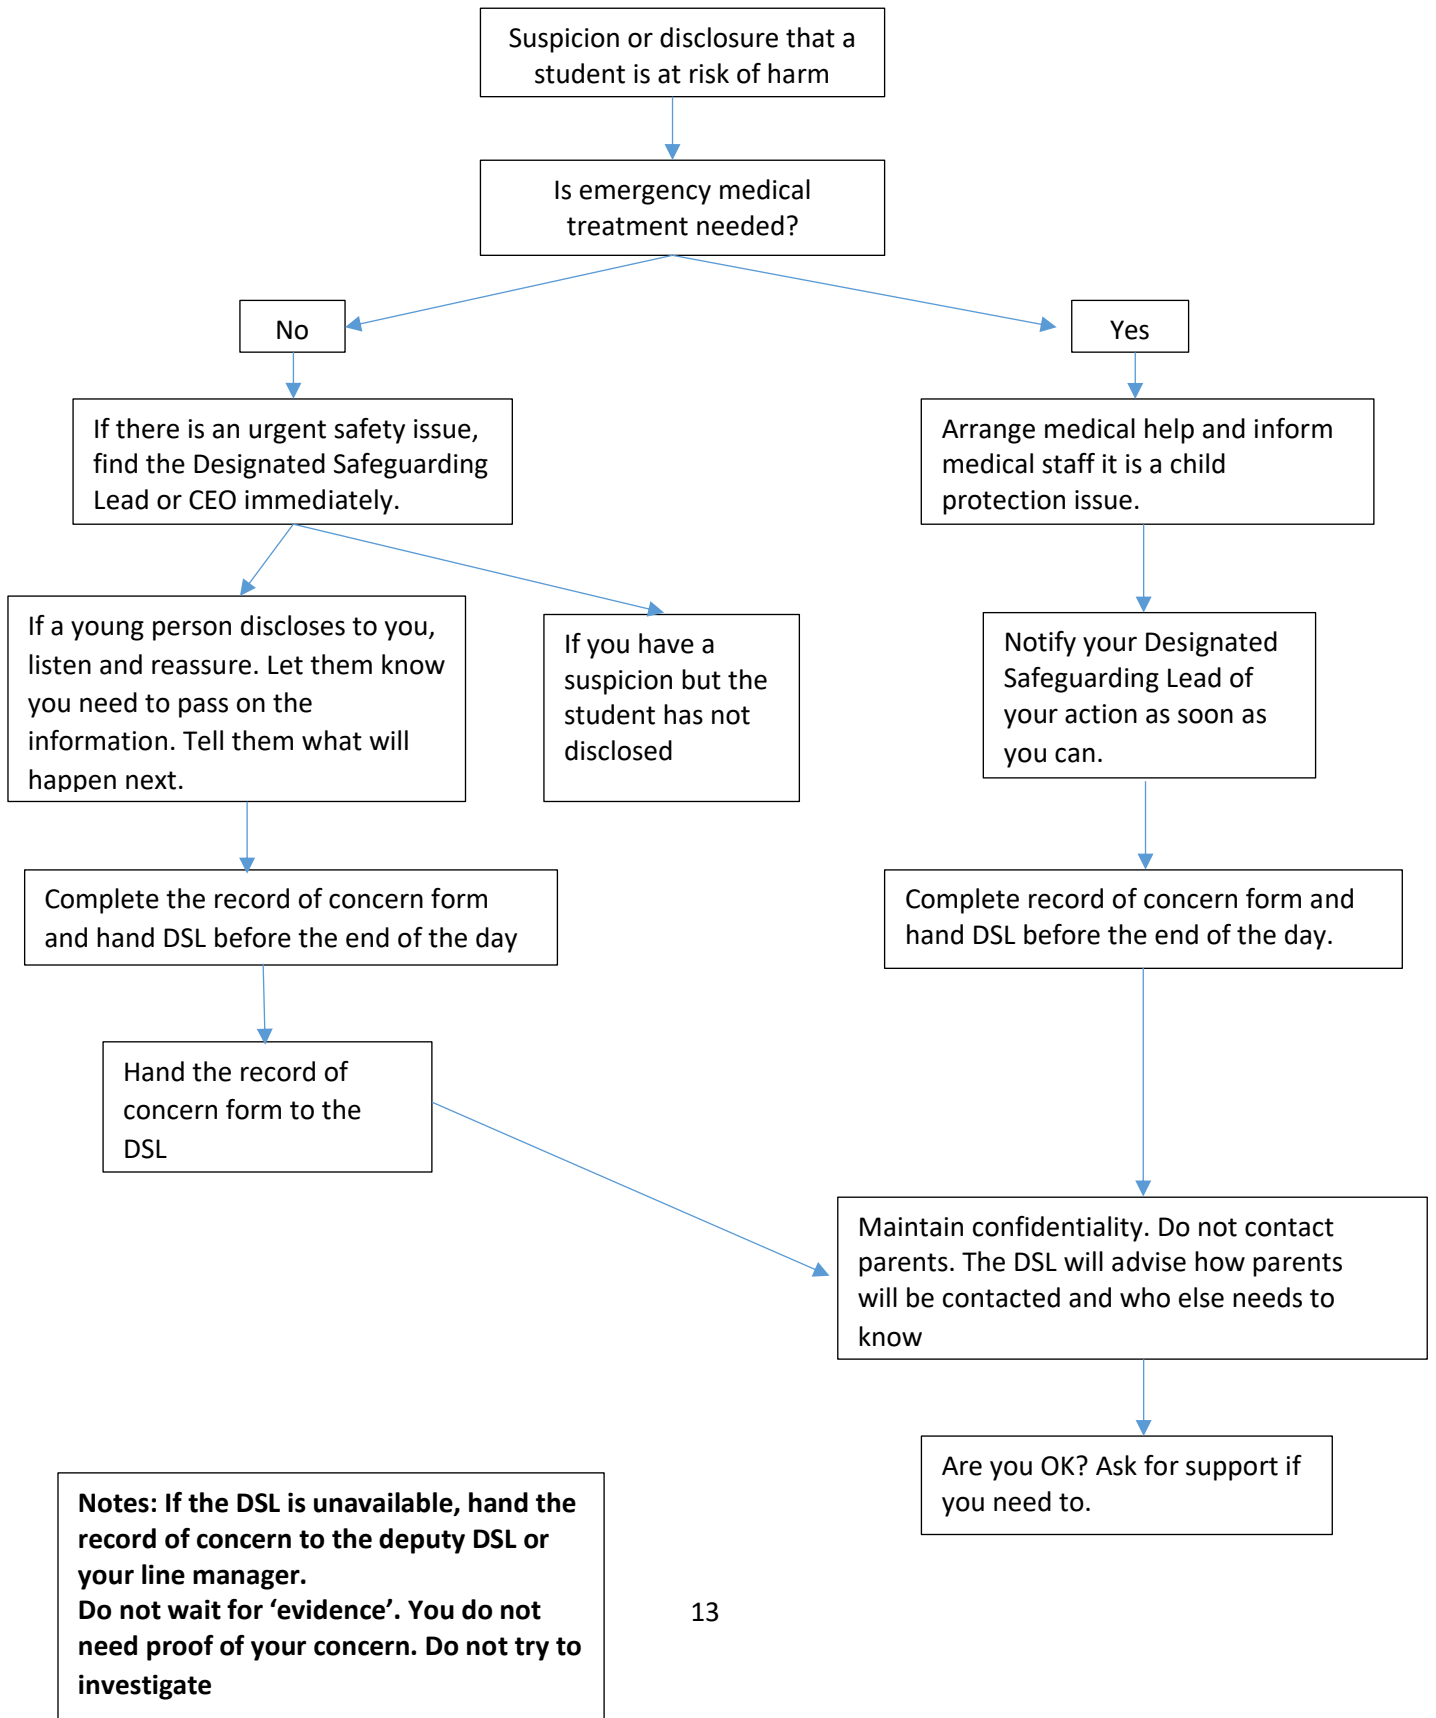 Suspicion or disclosure that a
student is at risk of harm
Is emergency medical
treatment needed?
No
Yes
If there is an urgent safety issue,
find the Designated Safeguarding
Lead or CEO immediately.
Arrange medical help and inform
medical staff it is a child
protection issue.
If a young person discloses to you,
listen and reassure. Let them know
you need to pass on the
information. Tell them what will
happen next.
If you have a
suspicion but the
student has not
disclosed
Notify your Designated
Safeguarding Lead of
your action as soon as
you can.
Complete the record of concern form
and hand DSL before the end of the day
Complete record of concern form and
hand DSL before the end of the day.
Hand the record of
concern form to the
DSL
Maintain confidentiality. Do not contact
parents. The DSL will advise how parents
will be contacted and who else needs to
know
Are you OK? Ask for support if
you need to.
Notes: If the DSL is unavailable, hand the
record of concern to the deputy DSL or
your line manager.
Do not wait for ‘evidence’. You do not
need proof of your concern. Do not try to
investigate
13